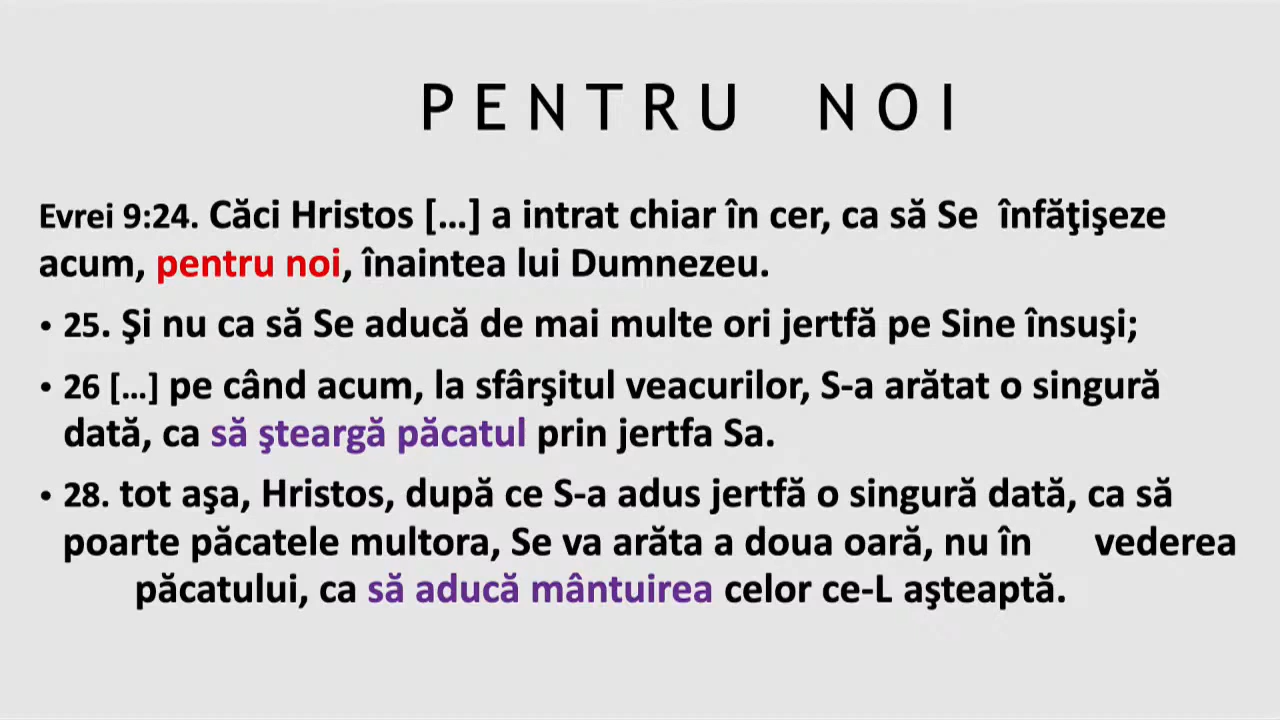 PENTRU NOI
Evrei 9:24. Căci Hristos […] a intrat chiar în cer, ca să Se înfăţişeze
acum, pentru noi, înaintea lui Dumnezeu.
• 25. Şi nu ca să Se aducă de mai multe ori jertfă pe Sine însuşi;
• 26 […] pe când acum, la sfârşitul veacurilor, S-a arătat o singură
dată, ca să şteargă păcatul prin jertfa Sa.
• 28. tot aşa, Hristos, după ce S-a adus jertfă o singură dată, ca să
poarte păcatele multora, Se va arăta a doua oară, nu în vederea
păcatului, ca să aducă mântuirea celor ce-L aşteaptă.